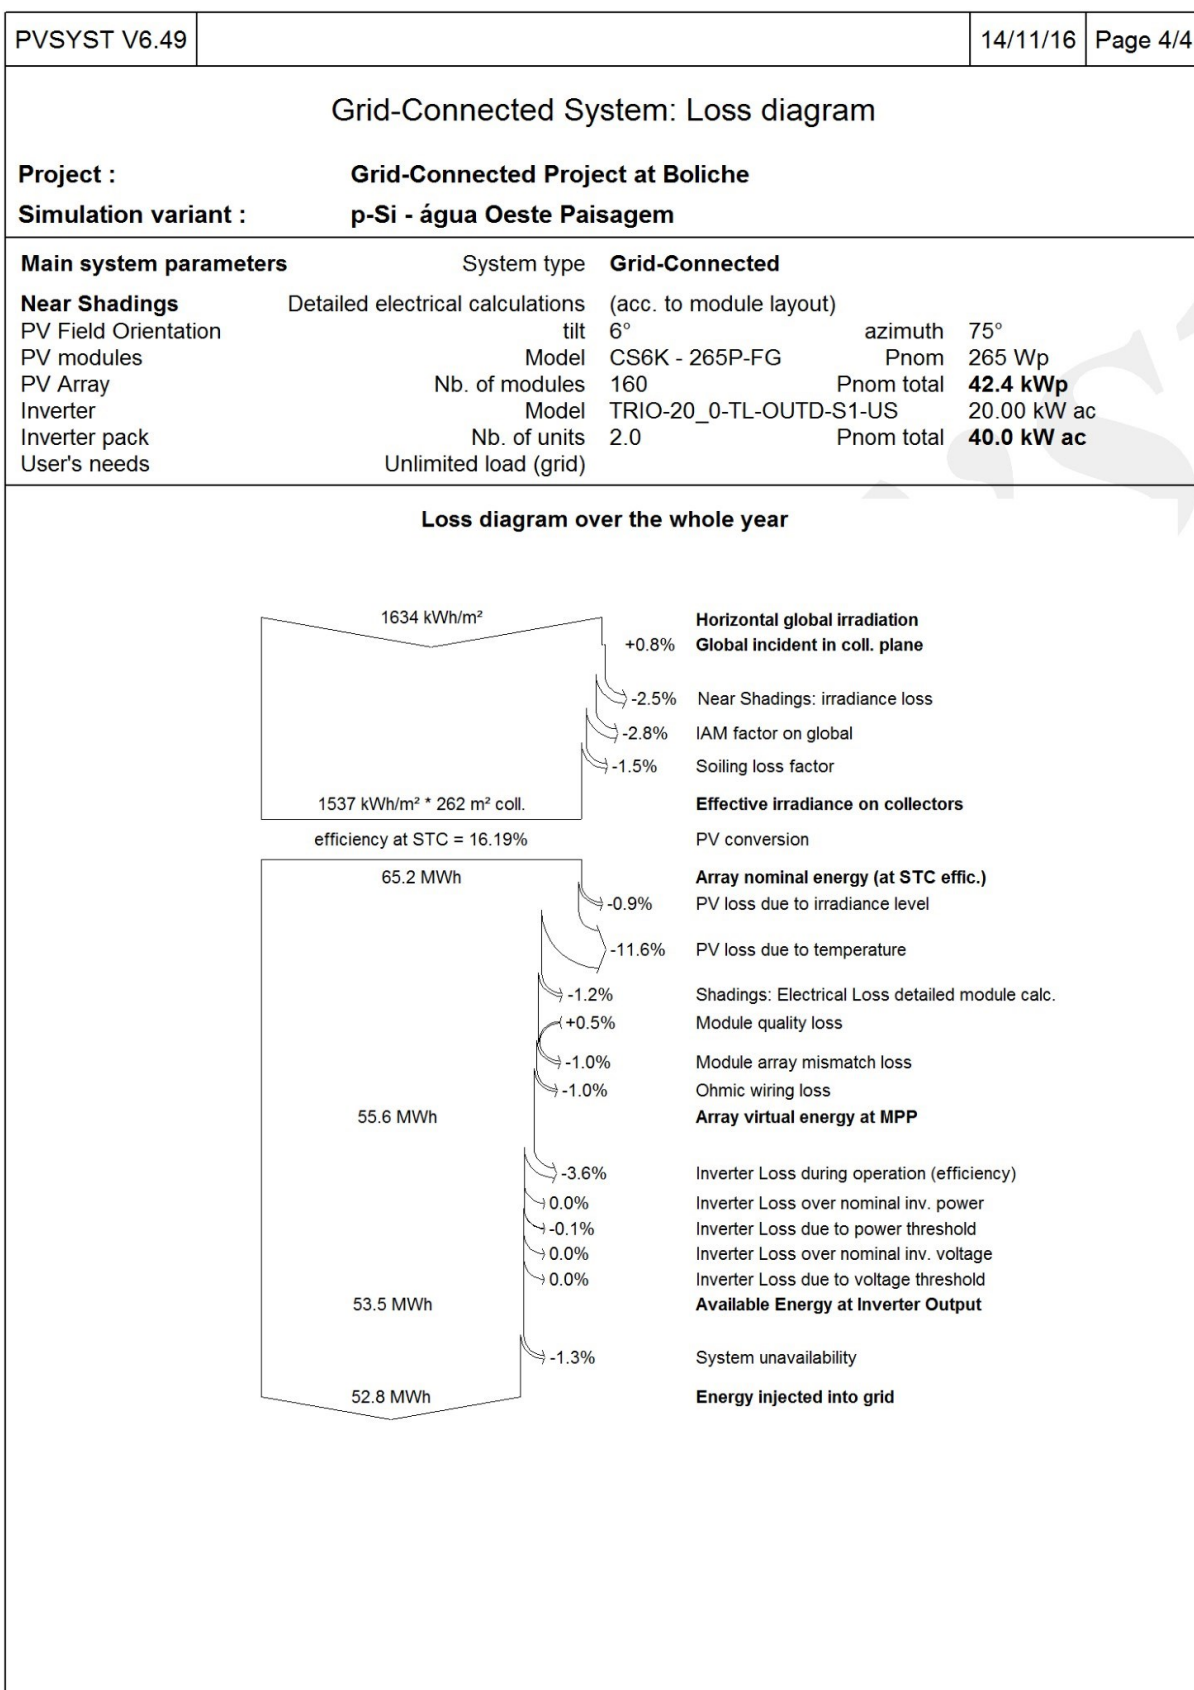 PVSYST V6.49 14/11/16 Page 4/4
Grid-Connected System: Loss diagram
Project : Grid-Connected Project at Boliche
Simulation variant : p-Si - água Oeste Paisagem
Main system parameters System type Grid-Connected
Near Shadings Detailed electrical calculations (acc. to module layout)
PV Field Orientation tilt 6° azimuth 75°
PV modules Model CS6K - 265P-FG Pnom 265 Wp
PV Array Nb. of modules 160 Pnom total 42.4 kWp
Inverter Model TRIO-20_0-TL-OUTD-S1-US 20.00 kW ac
Inverter pack Nb. of units 2.0 Pnom total 40.0 kW ac
User's needs Unlimited load (grid)
Loss diagram over the whole year
1634 kWh/m² Horizontal global irradiation
+0.8% Global incident in coll. plane
-2.5% Near Shadings: irradiance loss
-2.8% IAM factor on global
-1.5% Soiling loss factor
1537 kWh/m² * 262 m² coll. Effective irradiance on collectors
efficiency at STC = 16.19% PV conversion
65.2 MWh Array nominal energy (at STC effic.)
-0.9% PV loss due to irradiance level
-11.6% PV loss due to temperature
-1.2% Shadings: Electrical Loss detailed module calc.
+0.5% Module quality loss
-1.0% Module array mismatch loss
-1.0% Ohmic wiring loss
55.6 MWh Array virtual energy at MPP
-3.6% Inverter Loss during operation (efficiency)
0.0% Inverter Loss over nominal inv. power
-0.1% Inverter Loss due to power threshold
0.0% Inverter Loss over nominal inv. voltage
0.0% Inverter Loss due to voltage threshold
53.5 MWh Available Energy at Inverter Output
-1.3% System unavailability
52.8 MWh Energy injected into grid